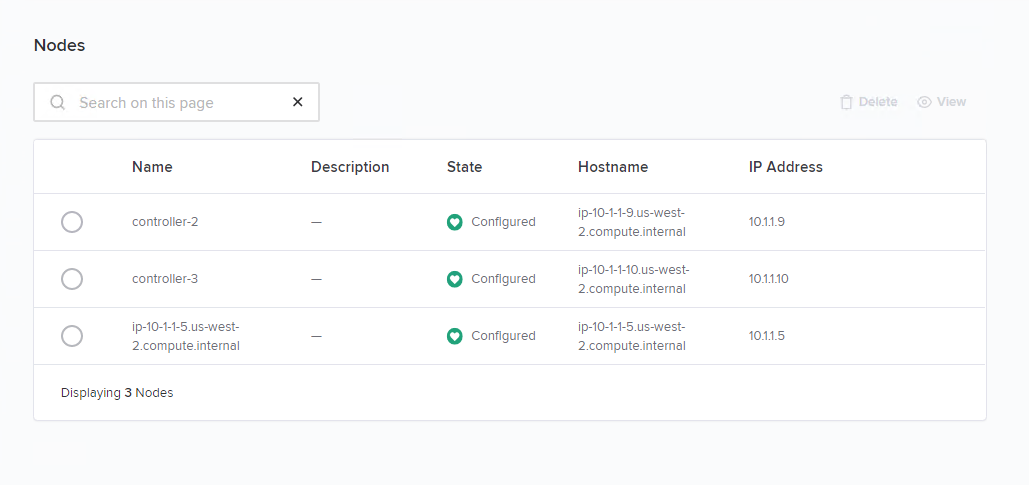 Nodes
Search on this page ✕
Delete View
Name Description State Hostname IP Address
controller-2 — Configured ip-10-1-1-9.us-west-
2.compute.internal 10.1.1.9
controller-3 — Configured ip-10-1-1-10.us-west-
2.compute.internal 10.1.1.10
ip-10-1-1-5.us-west-
2.compute.internal — Configured ip-10-1-1-5.us-west-
2.compute.internal 10.1.1.5
Displaying 3 Nodes